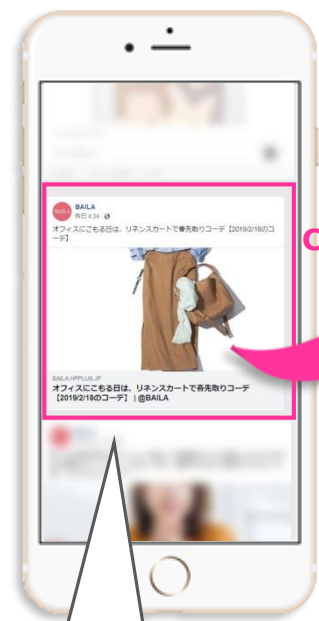 BAILA
BAILA
昨日 4:34
オフィスにこもる日は、リネンスカートで春先取りコーデ【2019/2/18のコ
ーデ】
BAILA.HPPLUS.JP
オフィスにこもる日は、リネンスカートで春先取りコーデ
【2019/2/18のコーデ】 | @BAILA